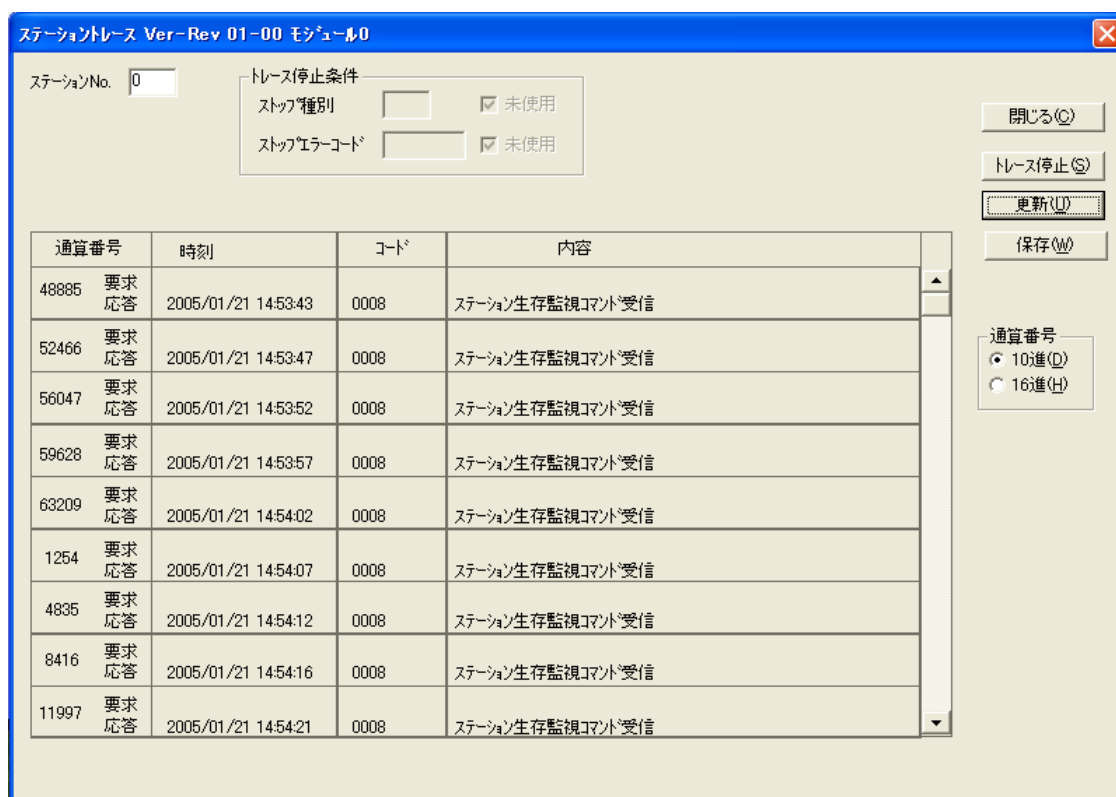 ステーショントレース Ver-Rev 01-00 モジュール0
ステーションNo. 0
トレース停止条件
ストップ種別 未使用
ストップエラーコード 未使用
閉じる(C)
トレース停止(S)
更新(U)
保存(W)
通算番号 時刻 コード 内容
48885 要求
応答 2005/01/21 14:53:43 0008 ステーション生存監視コマンド受信
52466 要求
応答 2005/01/21 14:53:47 0008 ステーション生存監視コマンド受信
56047 要求
応答 2005/01/21 14:53:52 0008 ステーション生存監視コマンド受信
59628 要求
応答 2005/01/21 14:53:57 0008 ステーション生存監視コマンド受信
63209 要求
応答 2005/01/21 14:54:02 0008 ステーション生存監視コマンド受信
1254 要求
応答 2005/01/21 14:54:07 0008 ステーション生存監視コマンド受信
4835 要求
応答 2005/01/21 14:54:12 0008 ステーション生存監視コマンド受信
8416 要求
応答 2005/01/21 14:54:16 0008 ステーション生存監視コマンド受信
11997 要求
応答 2005/01/21 14:54:21 0008 ステーション生存監視コマンド受信
通算番号
10進(D)
16進(H)